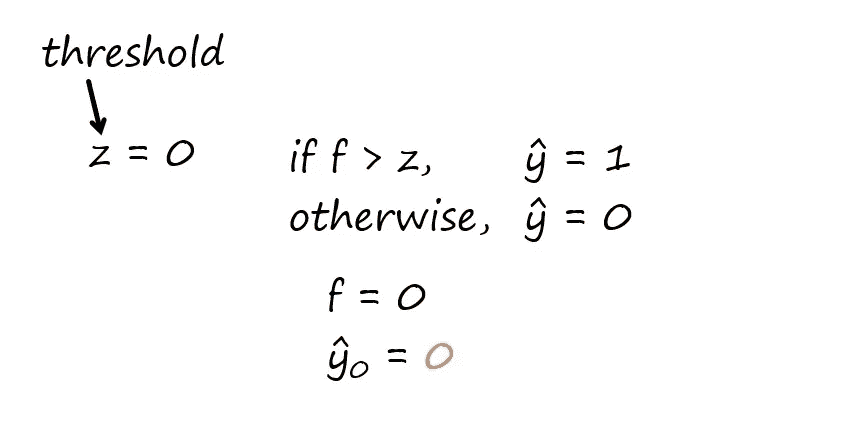 threshold
z = 0
if f > z, ŷ = 1
otherwise, ŷ = 0
f = 0
ŷ₀ = 0